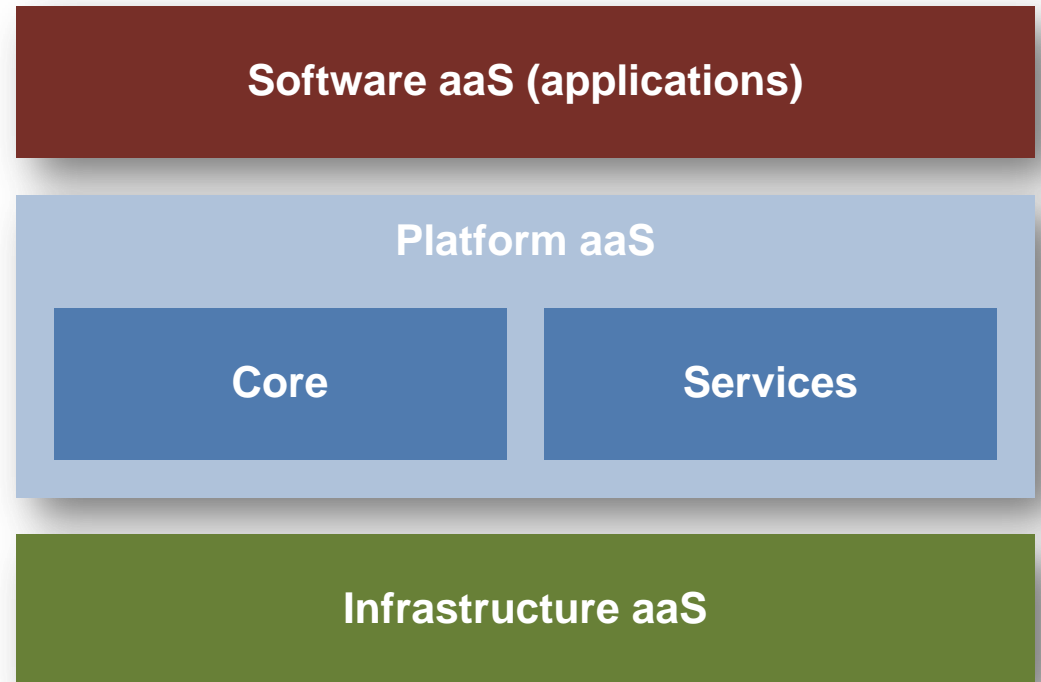 Software aaS (applications)
Platform aaS
Core
Services
Infrastructure aaS